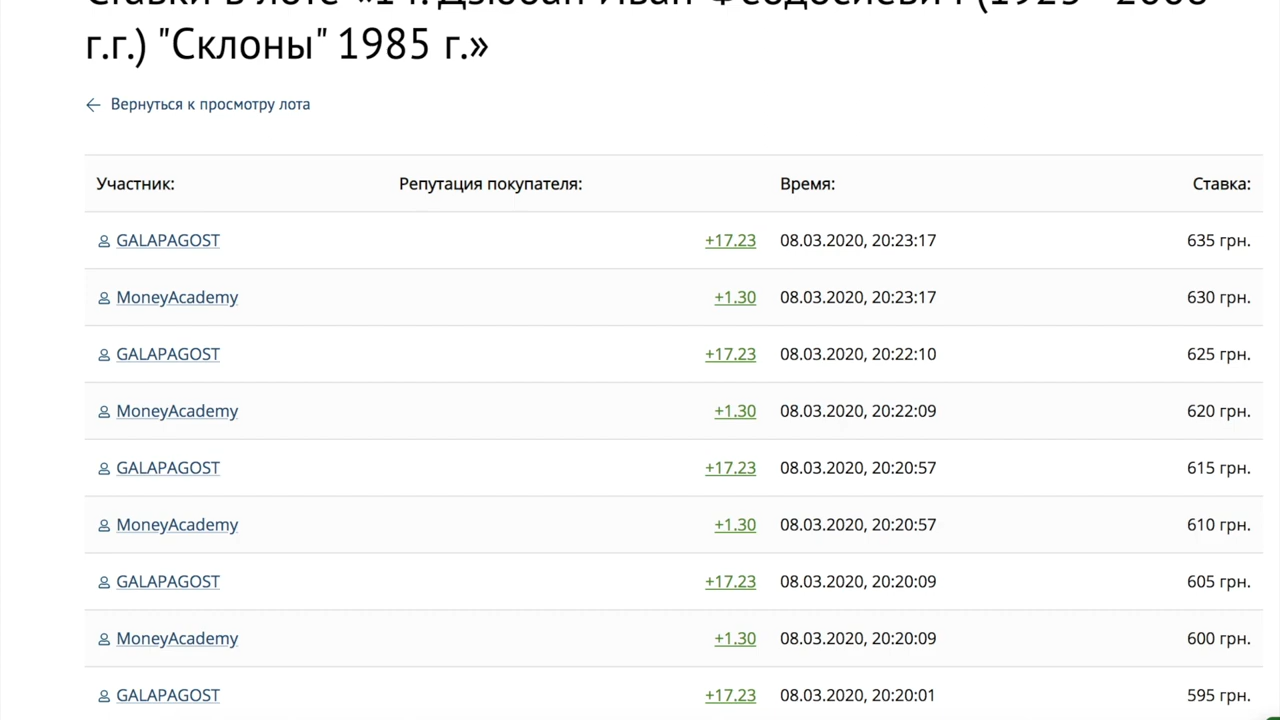 г.г.) "Склоны" 1985 г.»
← Вернуться к просмотру лота
Участник: Репутация покупателя: Время: Ставка:
GALAPAGOST +17.23 08.03.2020, 20:23:17 635 грн.
MoneyAcademy +1.30 08.03.2020, 20:23:17 630 грн.
GALAPAGOST +17.23 08.03.2020, 20:22:10 625 грн.
MoneyAcademy +1.30 08.03.2020, 20:22:09 620 грн.
GALAPAGOST +17.23 08.03.2020, 20:20:57 615 грн.
MoneyAcademy +1.30 08.03.2020, 20:20:57 610 грн.
GALAPAGOST +17.23 08.03.2020, 20:20:09 605 грн.
MoneyAcademy +1.30 08.03.2020, 20:20:09 600 грн.
GALAPAGOST +17.23 08.03.2020, 20:20:01 595 грн.